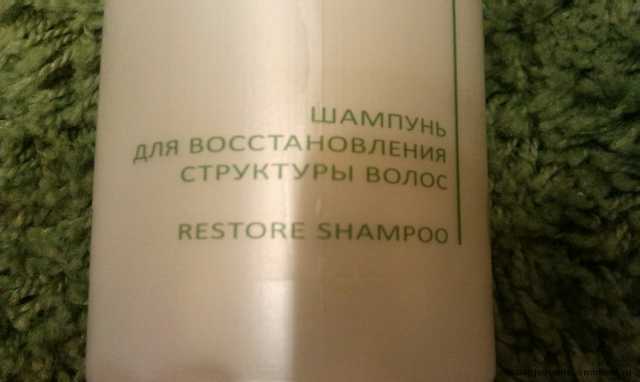 ШАМПУНЬ
ДЛЯ ВОССТАНОВЛЕНИЯ
СТРУКТУРЫ ВОЛОС
RESTORE SHAMPOO